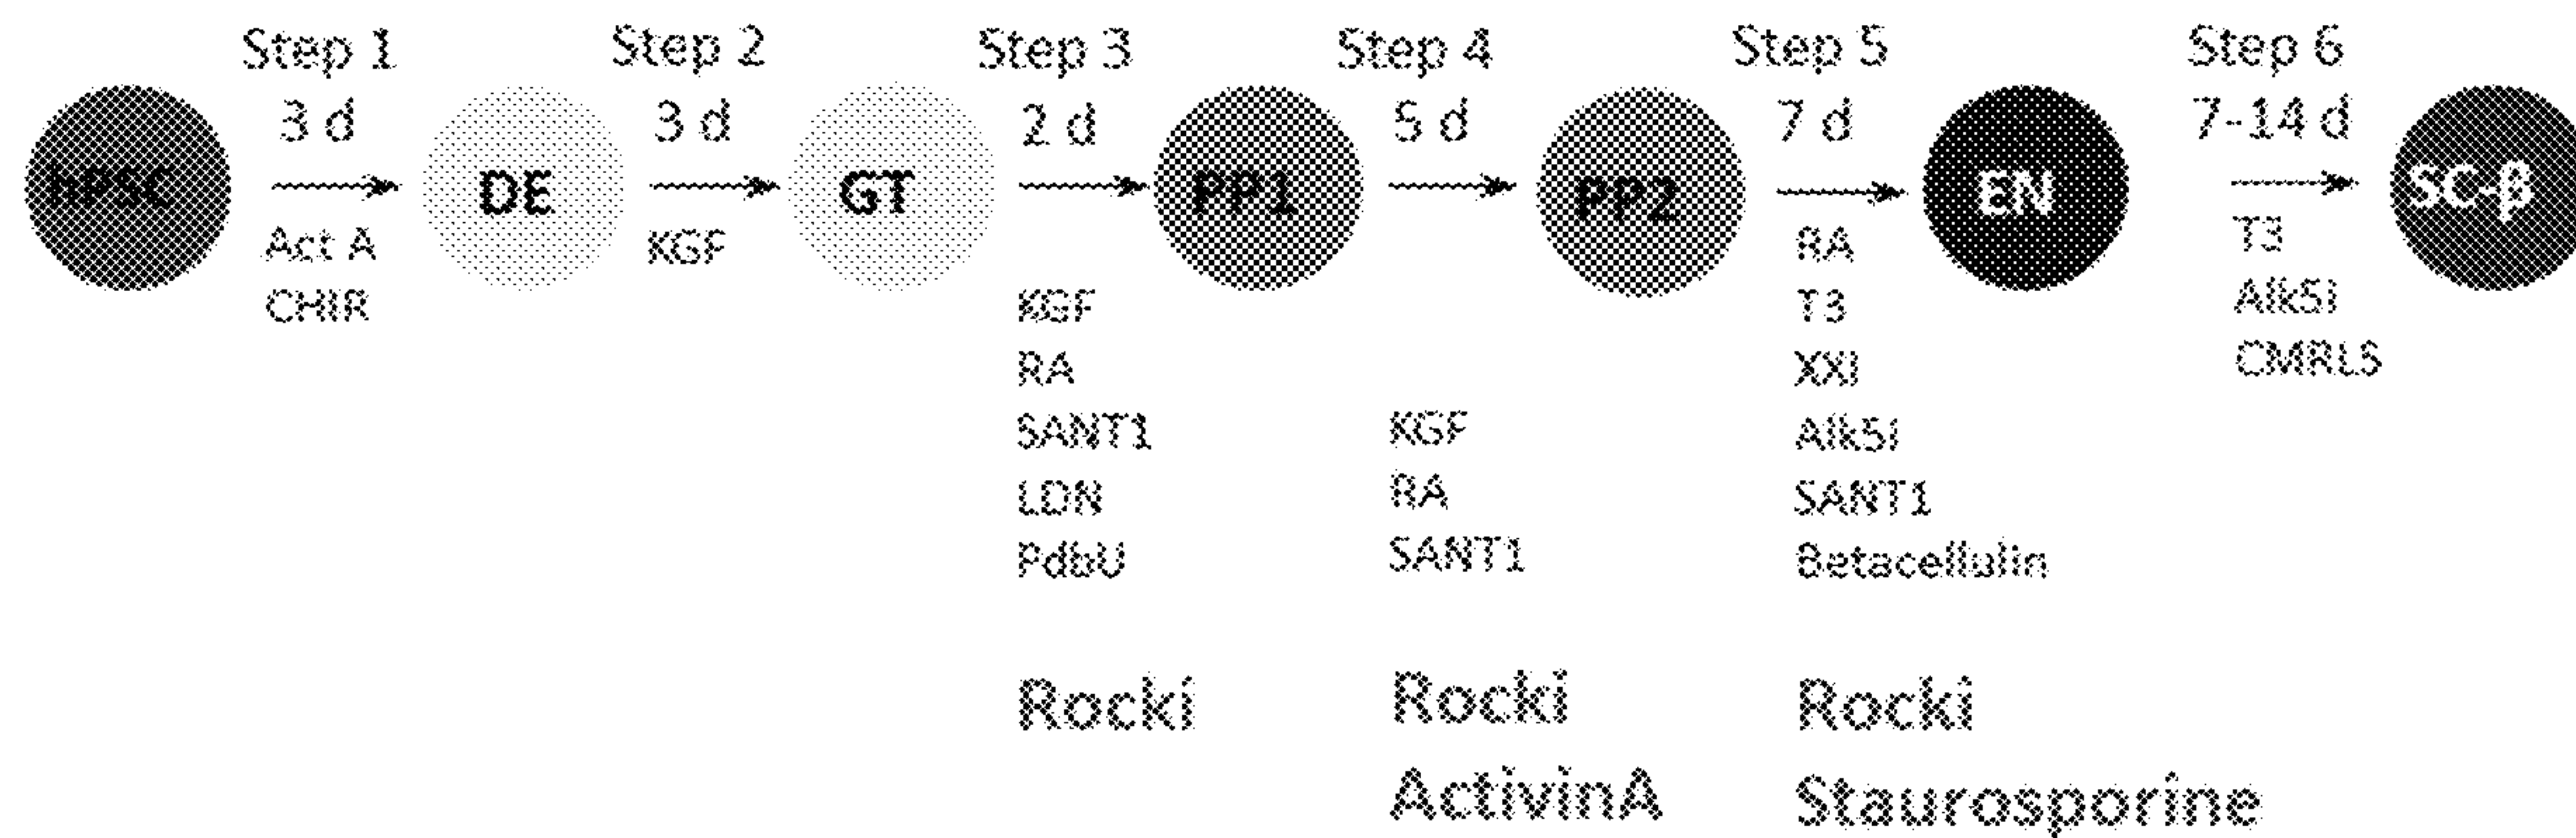 Step 1 Step 2 Step 3 Step 4 Step 5 Step 6
3 d 3 d 2 d 5 d 7 d 7-14 d
hPSC DE GT PP1 PP2 EN SC-β
Act A KGF RA T3
CHIR KGF T3 Alk5i
RA XXI CMRLS
SANT1 KGF Alk5i
LDN RA SANT1
PdbU SANT1 Betacellulin
Rocki Rocki Rocki
ActivinA Staurosporine